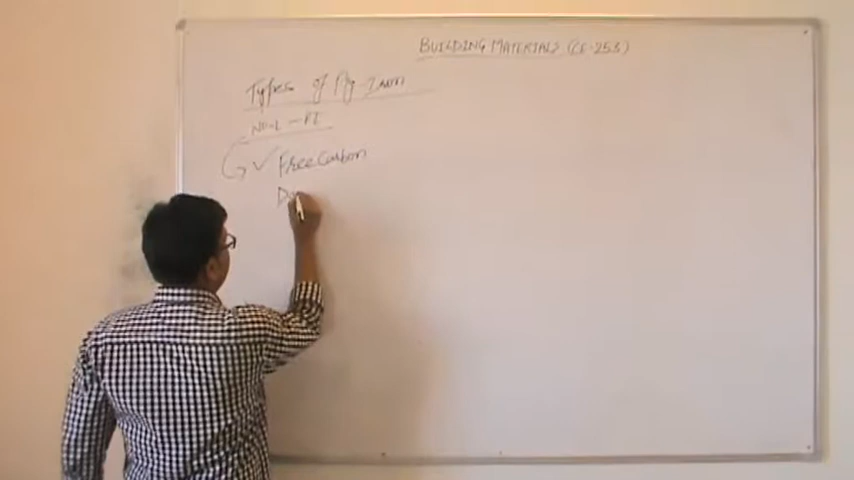 BUILDING MATERIALS (CE-253)
Types of Pig-Iron
NO-1-PI
G ✓ Free Carbon